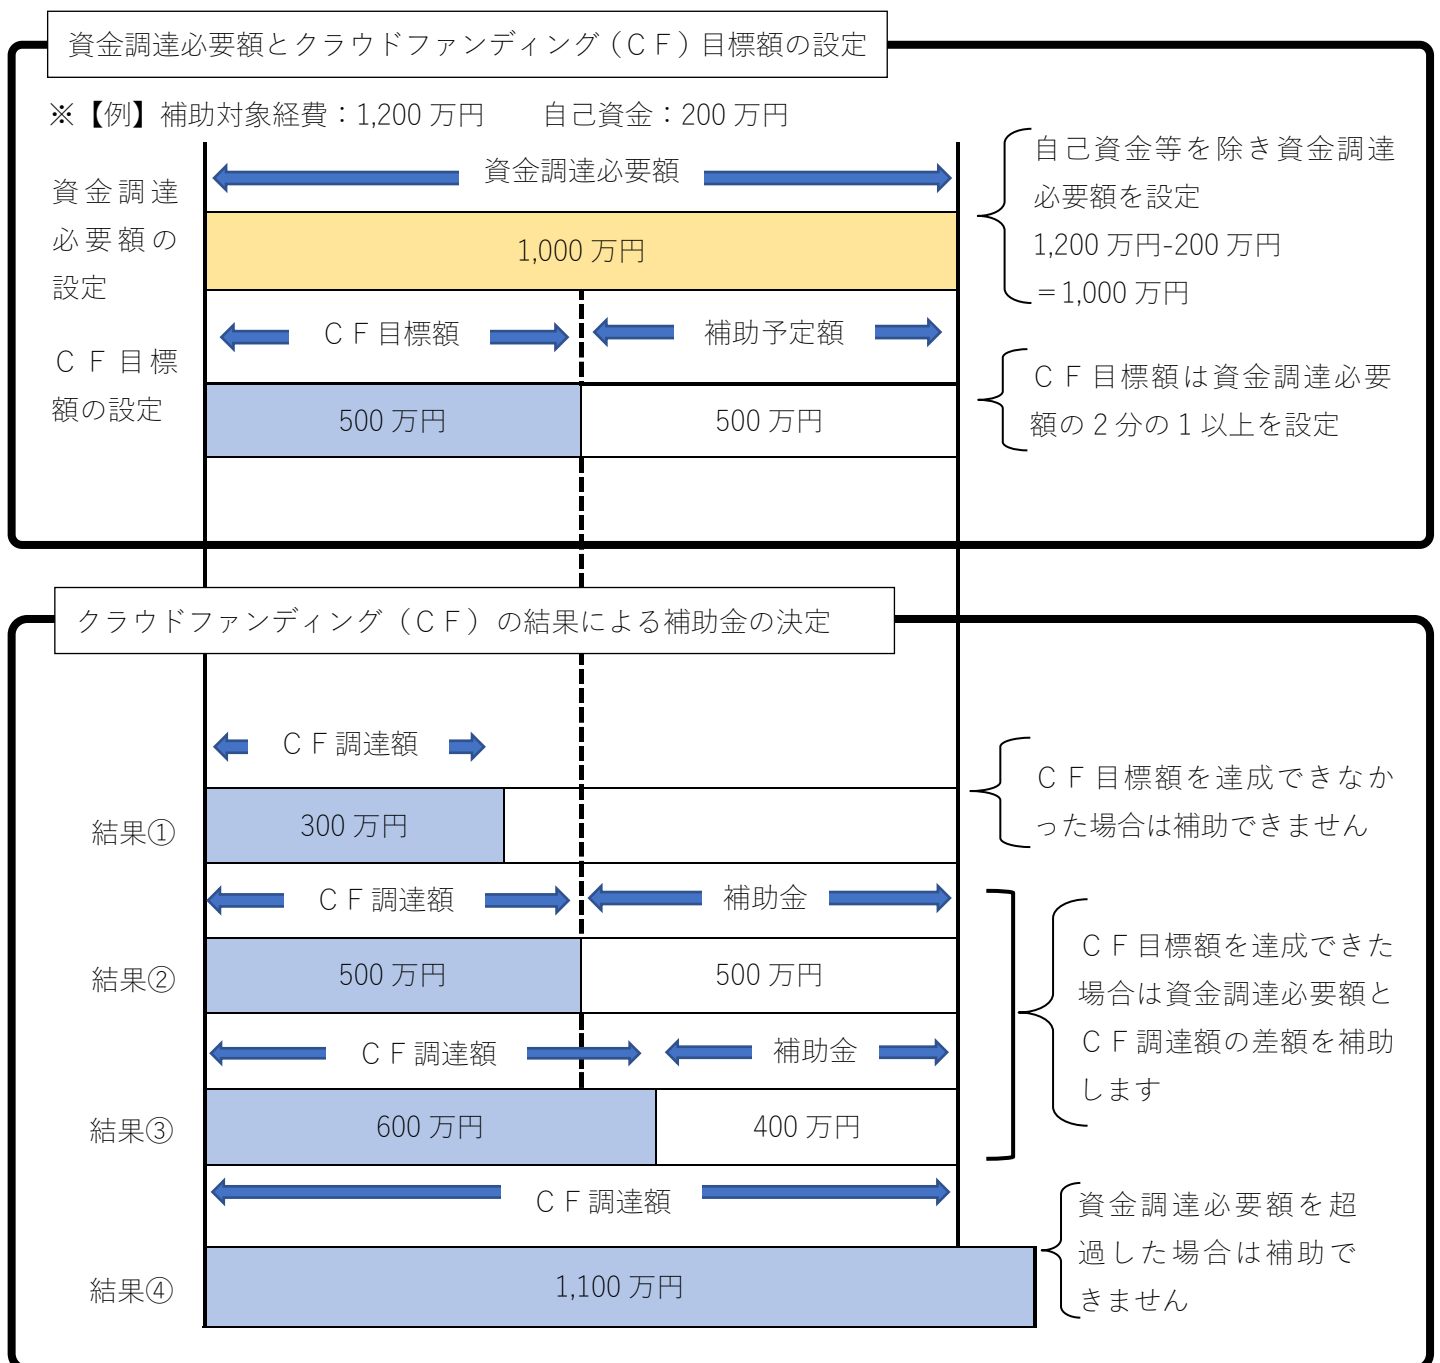 資金調達必要額とクラウドファンディング（ＣＦ）目標額の設定
※【例】補助対象経費：1,200 万円　　自己資金：200 万円
資金調達必要額
資金調達
必要額の
設定
1,000 万円
自己資金等を除き資金調達
必要額を設定
1,200 万円-200 万円
＝1,000 万円
ＣＦ目標額
補助予定額
ＣＦ目標
額の設定
500 万円
500 万円
ＣＦ目標額は資金調達必要
額の２分の１以上を設定
クラウドファンディング（ＣＦ）の結果による補助金の決定
ＣＦ調達額
結果①
300 万円
ＣＦ目標額を達成できなか
った場合は補助できません
ＣＦ調達額
補助金
結果②
500 万円
500 万円
ＣＦ目標額を達成できた
場合は資金調達必要額と
ＣＦ調達額の差額を補助
します
ＣＦ調達額
補助金
結果③
600 万円
400 万円
ＣＦ調達額
結果④
1,100 万円
資金調達必要額を超
過した場合は補助で
きません